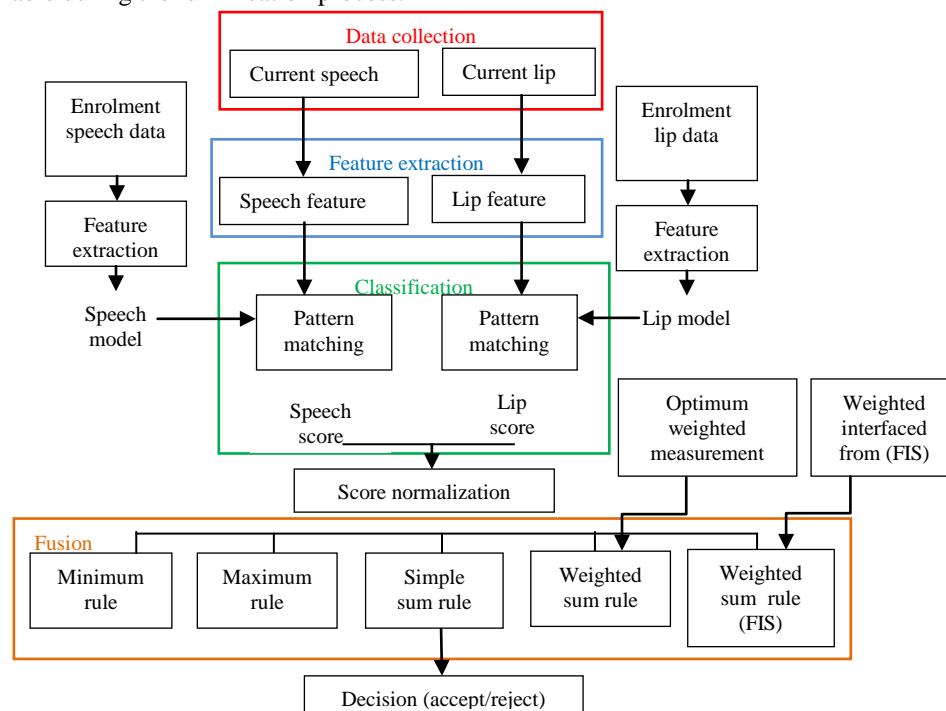 Data collection
Current speech
Current lip
Enrolment
speech data
Enrolment
lip data
Feature extraction
Speech feature
Lip feature
Feature
extraction
Feature
extraction
Classification
Speech
model
Pattern
matching
Pattern
matching
Lip model
Speech
score
Lip
score
Optimum
weighted
measurement
Weighted
interfaced
from (FIS)
Score normalization
Fusion
Minimum
rule
Maximum
rule
Simple
sum rule
Weighted
sum rule
Weighted
sum rule
(FIS)
Decision (accept/reject)